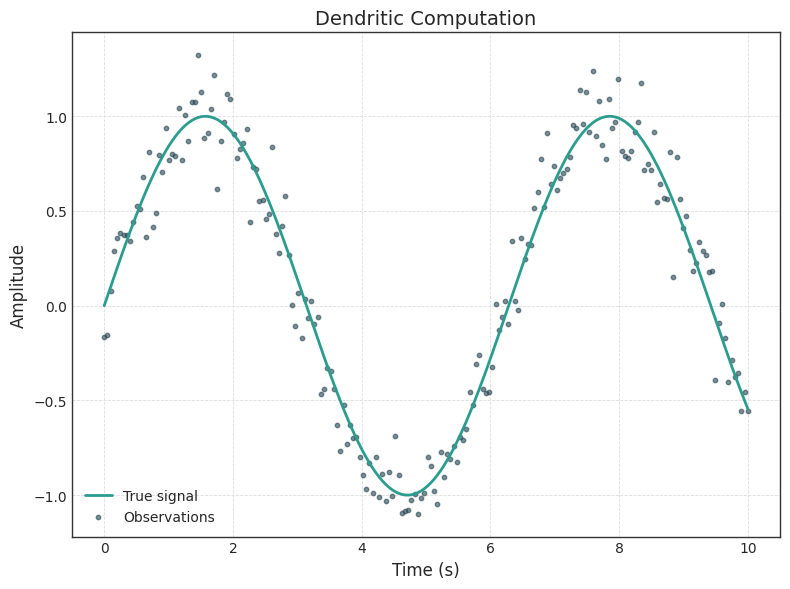 Dendritic Computation
Amplitude
1.0
0.5
0.0
−0.5
−1.0
True signal
Observations
0 2 4 6 8 10
Time (s)